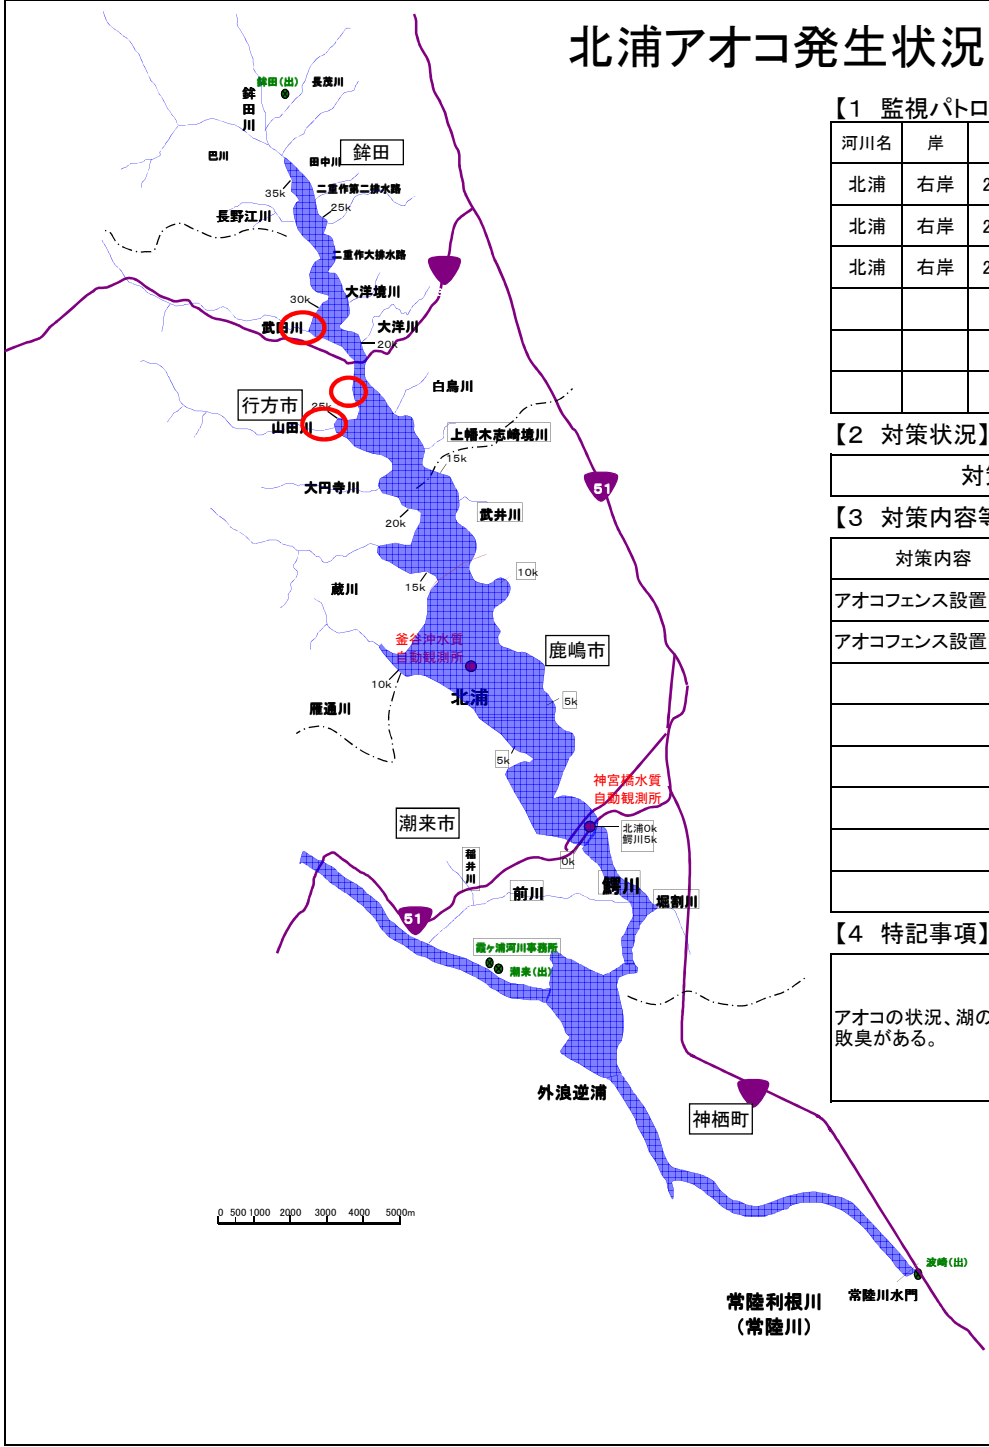 北浦アオコ発生状況
鉾田(出)
長茂川
鉾田川
巴川
田中川
鉾田
35k
二重作第二排水路
25k
長野江川
二重作大排水路
大洋境川
30k
武田川
大洋川
20k
白鳥川
行方市
25k
山田川
上幡木志崎境川
15k
大円寺川
51
20k
武井川
10k
15k
蔵川
釜谷沖水質
自動観測所
鹿嶋市
10k
北浦
5k
雁通川
5k
神宮橋水質
自動観測所
潮来市
北浦0k
鰐川5k
0k
稲井川
鰐川
前川
堀割川
51
霞ヶ浦河川事務所
潮来(出)
外浪逆浦
神栖町
0 500 1000 2000 3000 4000 5000m
波崎(出)
常陸川水門
常陸利根川
(常陸川)
【1 監視パトロ
河川名 岸
北浦 右岸 2
北浦 右岸 2
北浦 右岸 2
【2 対策状況】
【3 対策内容等
対策内容
アオコフェンス設置
アオコフェンス設置
【4 特記事項】
アオコの状況、湖の
敗臭がある。